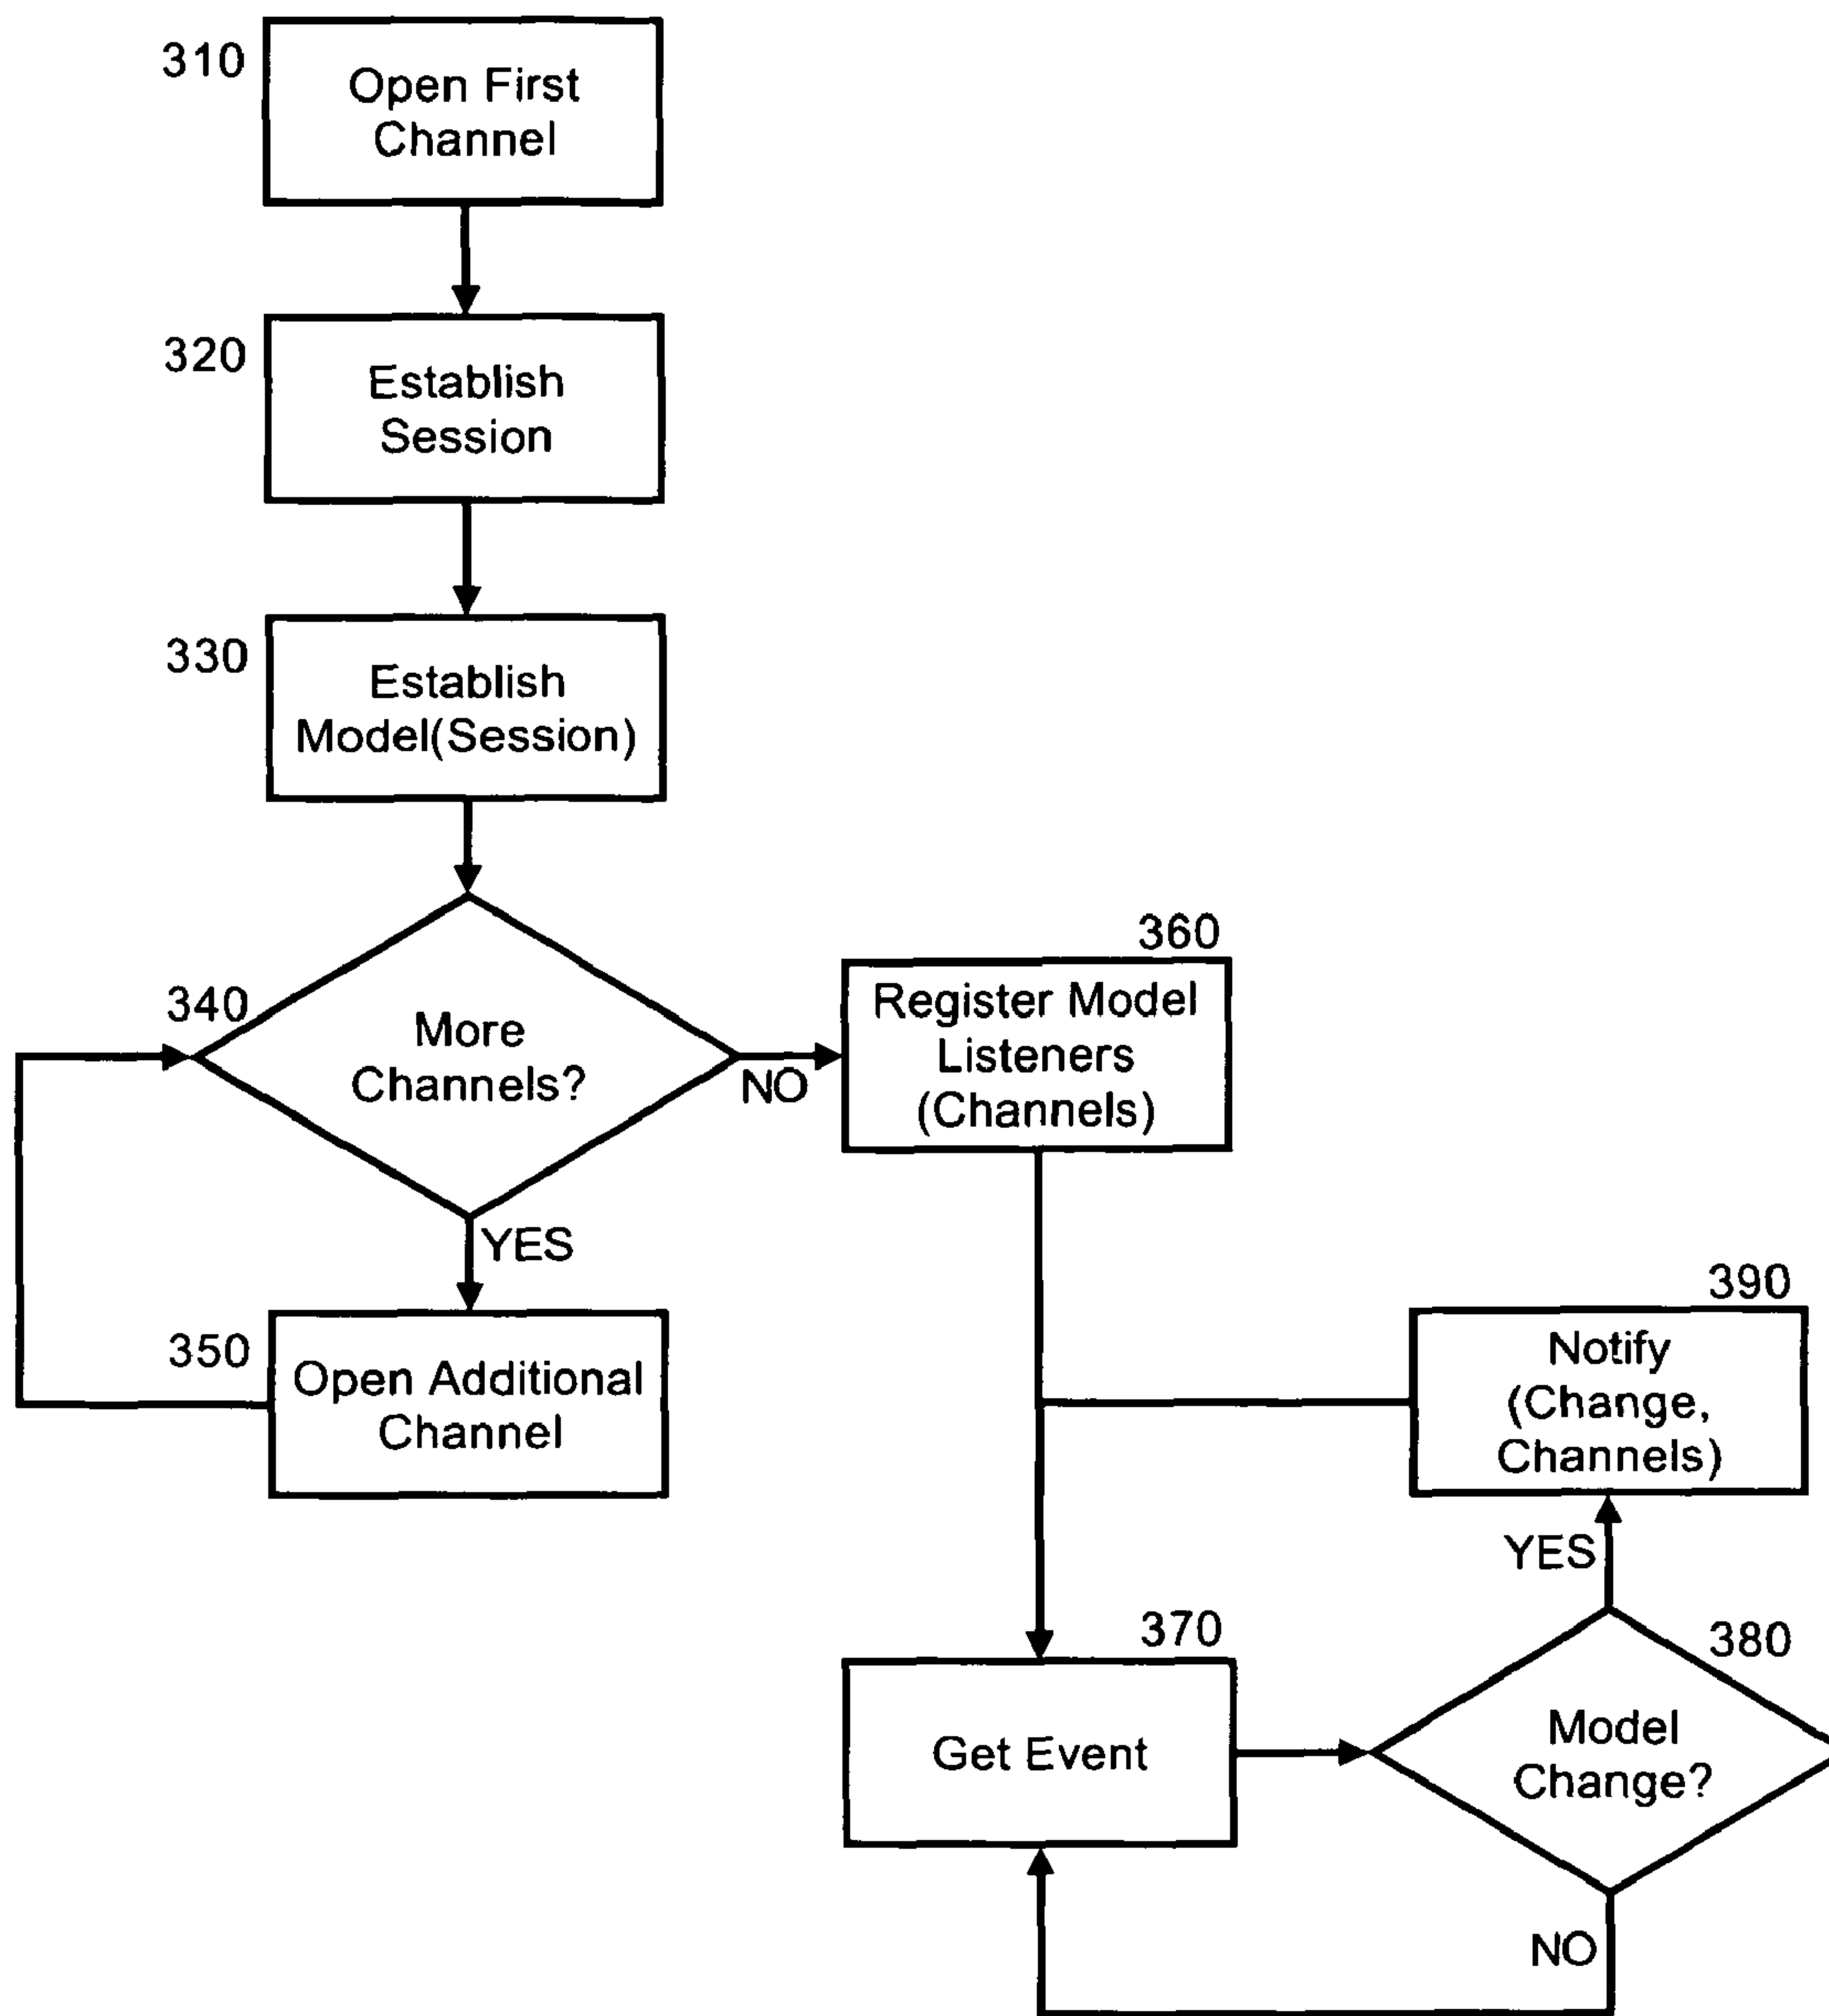 310
Open First
Channel
320
Establish
Session
330
Establish
Model(Session)
340
More
Channels?
NO
YES
350
Open Additional
Channel
360
Register Model
Listeners
(Channels)
370
Get Event
380
Model
Change?
YES
NO
390
Notify
(Change,
Channels)